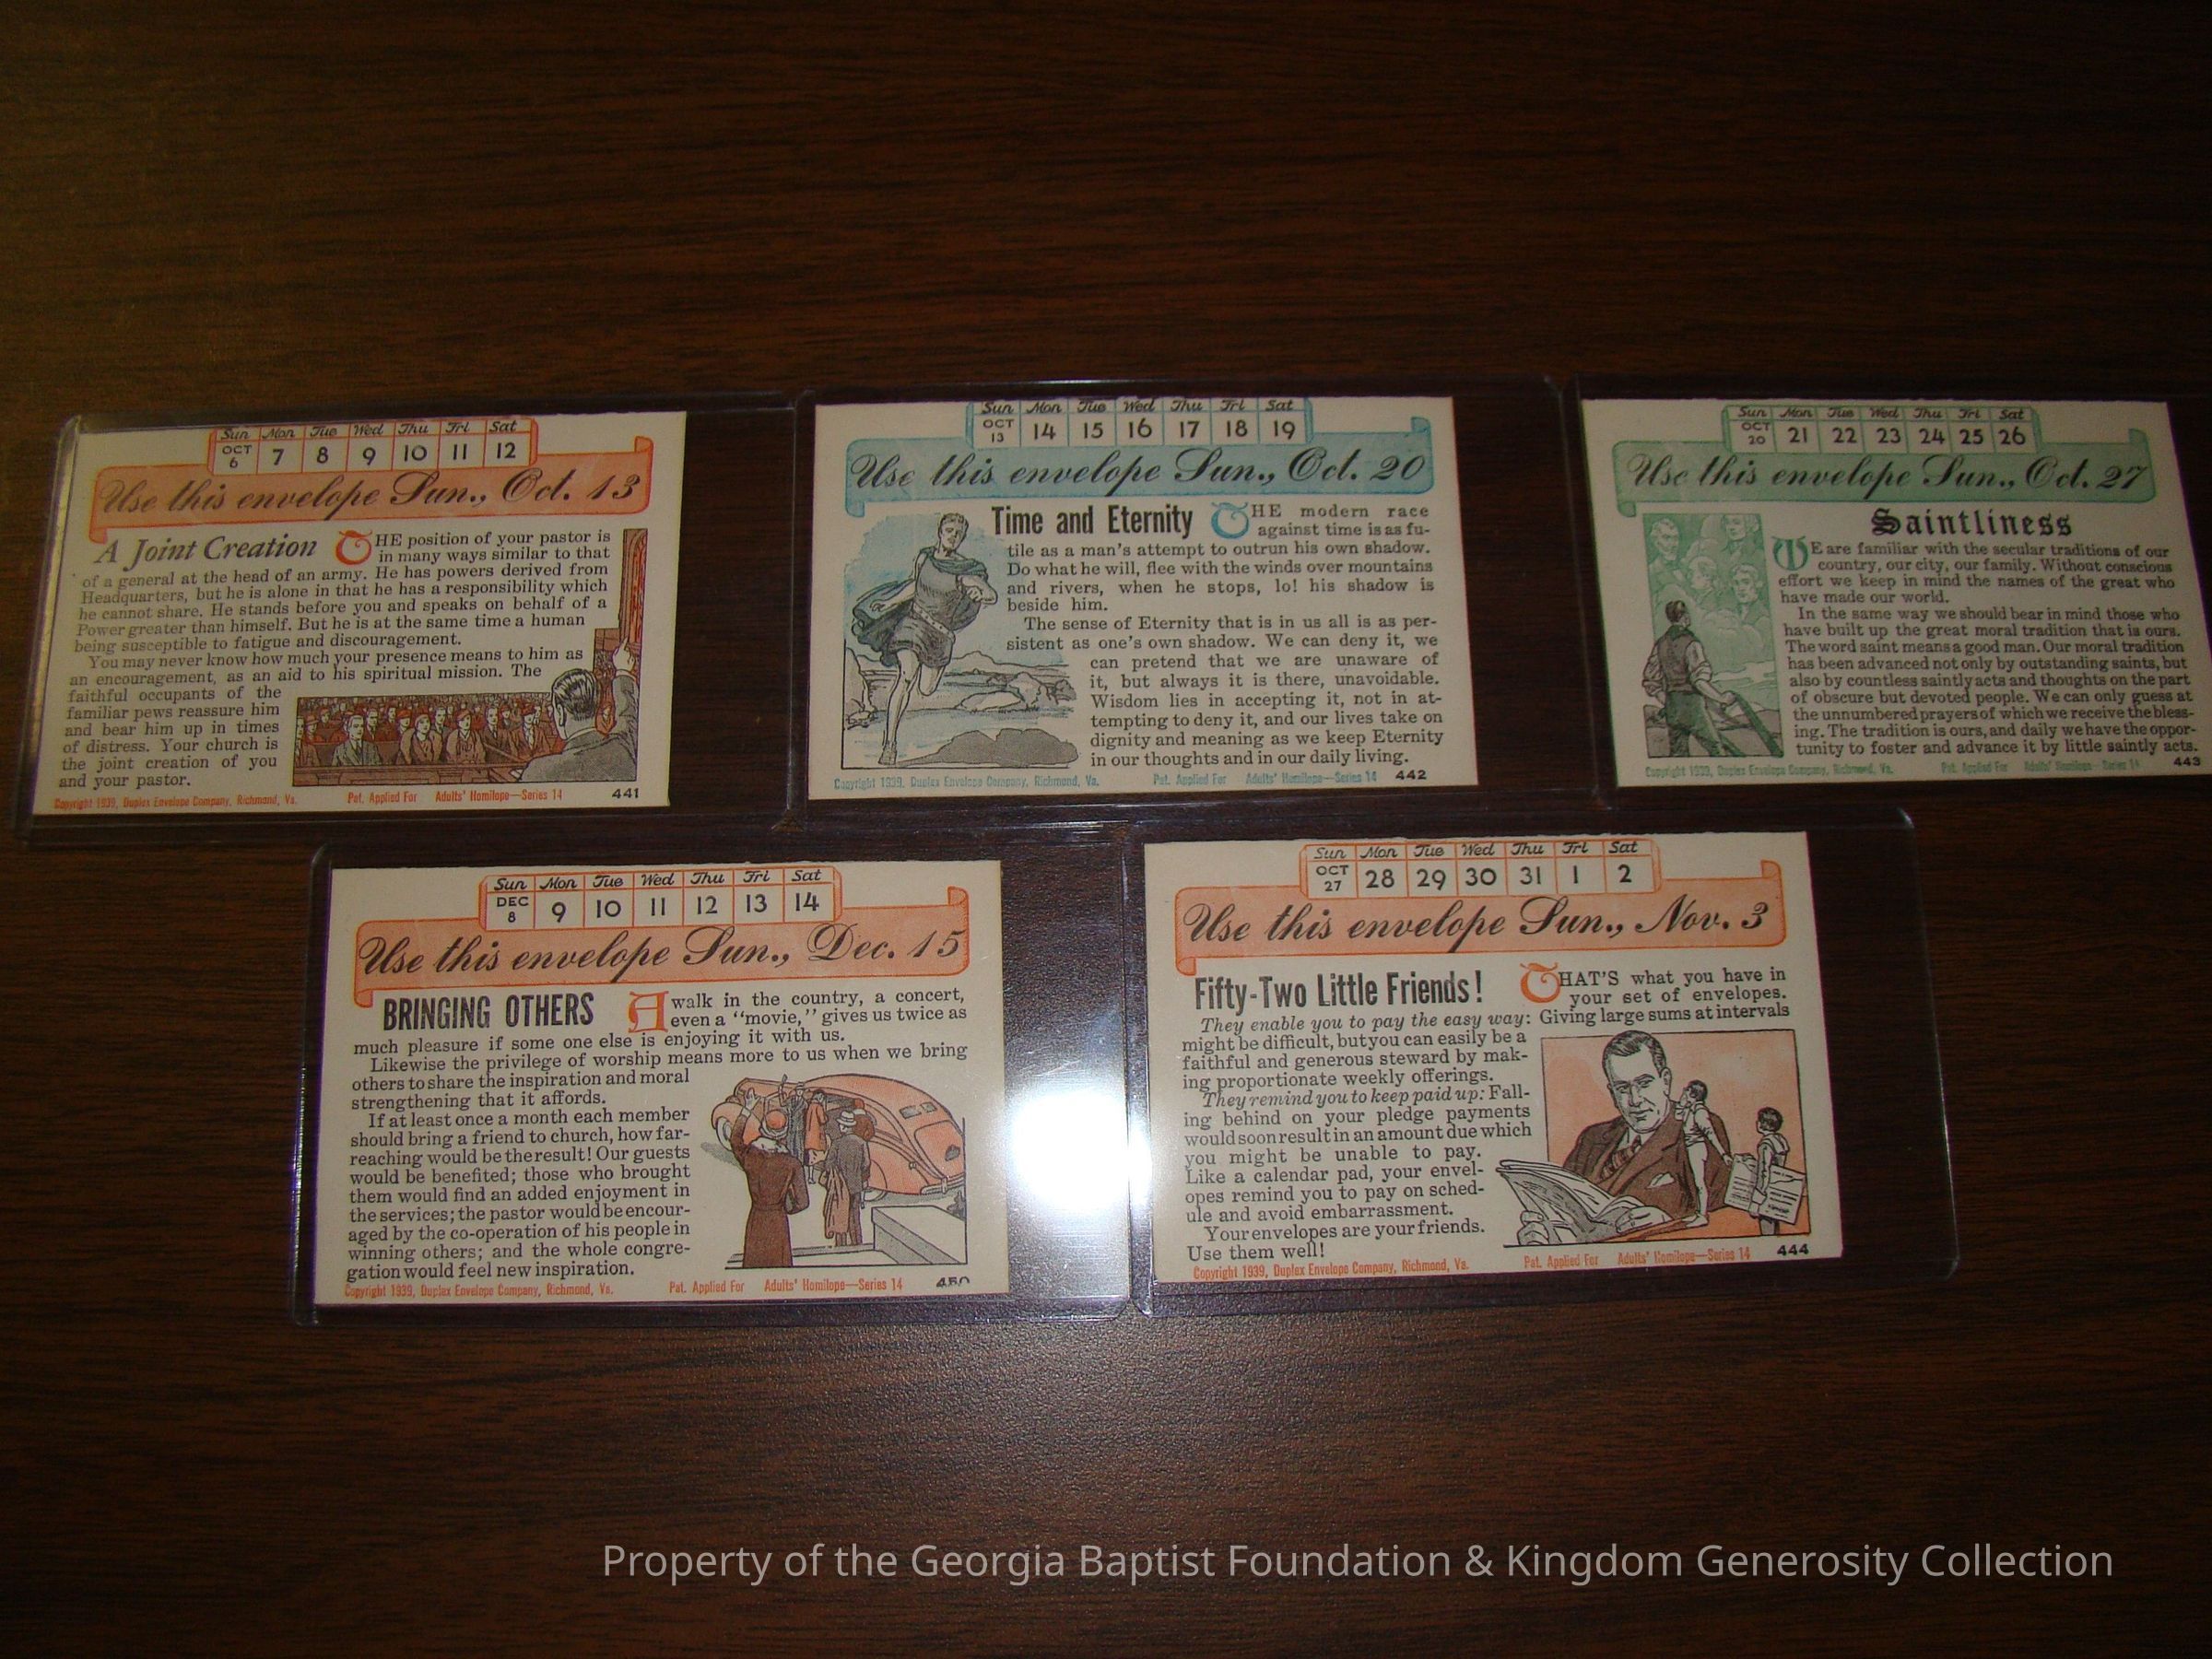 Sun Mon Tue Wed Thu Fri Sat
OCT 6 7 8 9 10 11 12
Use this envelope Sun., Oct. 13
A Joint Creation
THE position of your pastor is
in many ways similar to that
of a general at the head of an army. He has powers derived from
Headquarters, but he is alone in that he has a responsibility which
he cannot share. He stands before you and speaks on behalf of a
Power greater than himself. But he is at the same time a human
being susceptible to fatigue and discouragement.
You may never know how much your presence means to him as
an encouragement, as an aid to his spiritual mission. The
faithful occupants of the
familiar pews reassure him
and bear him up in times
of distress. Your church is
the joint creation of you
and your pastor.
Copyright 1939, Duplex Envelope Company, Richmond, Va. Pat. Applied For Adults' Homilope—Series 14 441
Sun Mon Tue Wed Thu Fri Sat
OCT 13 14 15 16 17 18 19
Use this envelope Sun., Oct. 20
Time and Eternity
THE modern race
against time is as fu-
tile as a man's attempt to outrun his own shadow.
Do what he will, flee with the winds over mountains
and rivers, when he stops, lo! his shadow is
beside him.
The sense of Eternity that is in us all is as per-
sistent as one's own shadow. We can deny it, we
can pretend that we are unaware of
it, but always it is there, unavoidable.
Wisdom lies in accepting it, not in at-
tempting to deny it, and our lives take on
dignity and meaning as we keep Eternity
in our thoughts and in our daily living.
Copyright 1939, Duplex Envelope Company, Richmond, Va. Pat. Applied For Adults' Homilope—Series 14 442
Sun Mon Tue Wed Thu Fri Sat
OCT 20 21 22 23 24 25 26
Use this envelope Sun., Oct. 27
Saintliness
WE are familiar with the secular traditions of our
country, our city, our family. Without conscious
effort we keep in mind the names of the great who
have made our world.
In the same way we should bear in mind those who
have built up the great moral tradition that is ours.
The word saint means a good man. Our moral tradition
has been advanced not only by outstanding saints, but
also by countless saintly acts and thoughts on the part
of obscure but devoted people. We can only guess at
the unnumbered prayers of which we receive the bless-
ing. The tradition is ours, and daily we have the oppor-
tunity to foster and advance it by little saintly acts.
Copyright 1939, Duplex Envelope Company, Richmond, Va. Pat. Applied For Adults' Homilope—Series 14 443
Sun Mon Tue Wed Thu Fri Sat
DEC 8 9 10 11 12 13 14
Use this envelope Sun., Dec. 15
BRINGING OTHERS
A walk in the country, a concert,
even a "movie," gives us twice as
much pleasure if some one else is enjoying it with us.
Likewise the privilege of worship means more to us when we bring
others to share the inspiration and moral
strengthening that it affords.
If at least once a month each member
should bring a friend to church, how far-
reaching would be the result! Our guests
would be benefited; those who brought
them would find an added enjoyment in
the services; the pastor would be encour-
aged by the co-operation of his people in
winning others; and the whole congre-
gation would feel new inspiration.
Copyright 1939, Duplex Envelope Company, Richmond, Va. Pat. Applied For Adults' Homilope—Series 14 450
Sun Mon Tue Wed Thu Fri Sat
OCT 27 28 29 30 31 1 2
Use this envelope Sun., Nov. 3
Fifty-Two Little Friends!
THAT'S what you have in
your set of envelopes.
They enable you to pay the easy way: Giving large sums at intervals
might be difficult, but you can easily be a
faithful and generous steward by mak-
ing proportionate weekly offerings.
They remind you to keep paid up: Fall-
ing behind on your pledge payments
would soon result in an amount due which
you might be unable to pay.
Like a calendar pad, your envel-
opes remind you to pay on sched-
ule and avoid embarrassment.
Your envelopes are your friends.
Use them well!
Copyright 1939, Duplex Envelope Company, Richmond, Va. Pat. Applied For Adults' Homilope—Series 14 444
Property of the Georgia Baptist Foundation & Kingdom Generosity Collection